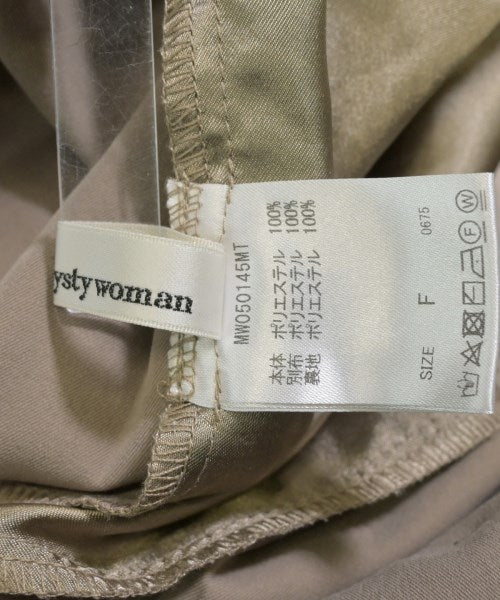 ystywoman
MW050145MT
本体 ポリエステル 100%
別布 ポリエステル 100%
裏地 ポリエステル 100%
SIZE F
0675